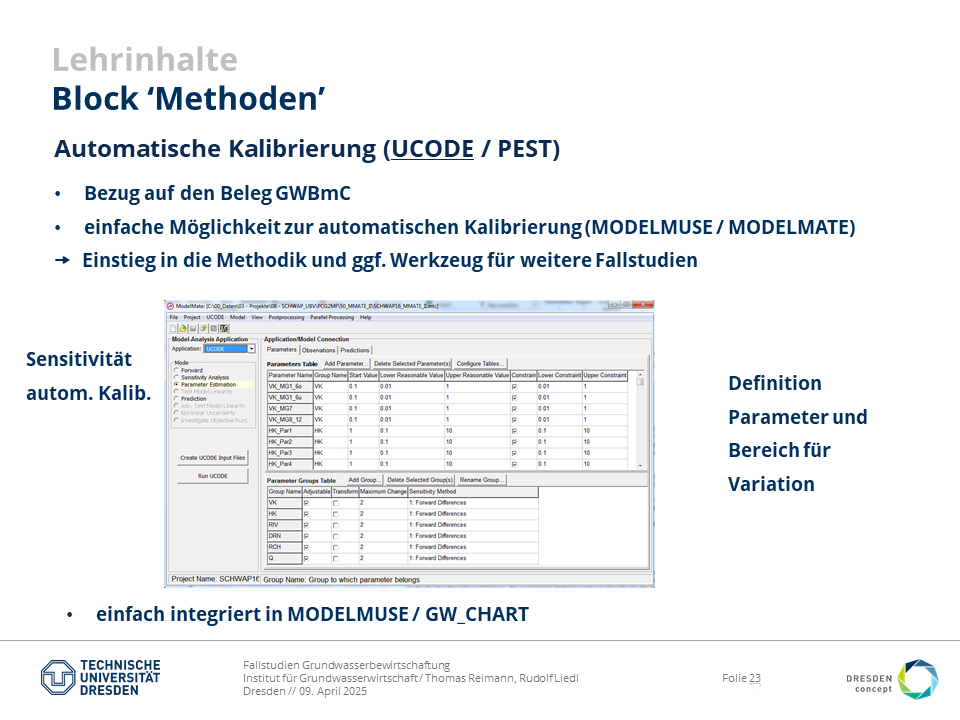 Lehrinhalte
Block ‘Methoden’
Automatische Kalibrierung (UCODE / PEST)
• Bezug auf den Beleg GWBmC
• einfache Möglichkeit zur automatischen Kalibrierung (MODELMUSE / MODELMATE)
➞ Einstieg in die Methodik und ggf. Werkzeug für weitere Fallstudien
Sensitivität
autom. Kalib.
ModelMate: [C:\00_Daten\03 - Projekte\08 - SCHWAP_UBV\PCG2MF\50_MMATE_II\SCHWAP16_MMATE_II.mtc]
File Project UCODE Model View Postprocessing Parallel Processing Help
Model-Analysis Application
Application: UCODE
Mode
Forward
Sensitivity Analysis
Parameter Estimation
Test Model Linearity
Prediction
Adv. Test Model Linearity
Nonlinear Uncertainty
Investigate Objective Func.
Create UCODE Input Files
Run UCODE
Application/Model Connection
Parameters Observations Predictions
Parameters Table Add Parameter... Delete Selected Parameter(s) Configure Tables...
Parameter Name Group Name Start Value Lower Reasonable Value Upper Reasonable Value Constrain Lower Constraint Upper Constraint
VK_MG1_6o VK 0.1 0.01 1 0.01 1
VK_MG1_6u VK 0.1 0.01 1 0.01 1
VK_MG7 VK 0.1 0.01 1 0.01 1
VK_MG8_12 VK 0.1 0.01 1 0.01 1
HK_Par1 HK 1 0.1 10 0.1 10
HK_Par2 HK 1 0.1 10 0.1 10
HK_Par3 HK 1 0.1 10 0.1 10
HK_Par4 HK 1 0.1 10 0.1 10
Parameter Groups Table Add Group... Delete Selected Group(s) Rename Group...
Group Name Adjustable Transform Maximum Change Sensitivity Method
VK 2 1: Forward Differences
HK 2 1: Forward Differences
RIV 2 1: Forward Differences
DRN 2 1: Forward Differences
RCH 2 1: Forward Differences
Q 2 1: Forward Differences
Project Name: SCHWAP16 Group Name: Group to which parameter belongs
Definition
Parameter und
Bereich für
Variation
• einfach integriert in MODELMUSE / GW_CHART
TECHNISCHE
UNIVERSITÄT
DRESDEN
Fallstudien Grundwasserbewirtschaftung
Institut für Grundwasserwirtschaft / Thomas Reimann, Rudolf Liedl
Dresden // 09. April 2025
Folie 23
DRESDEN
concept